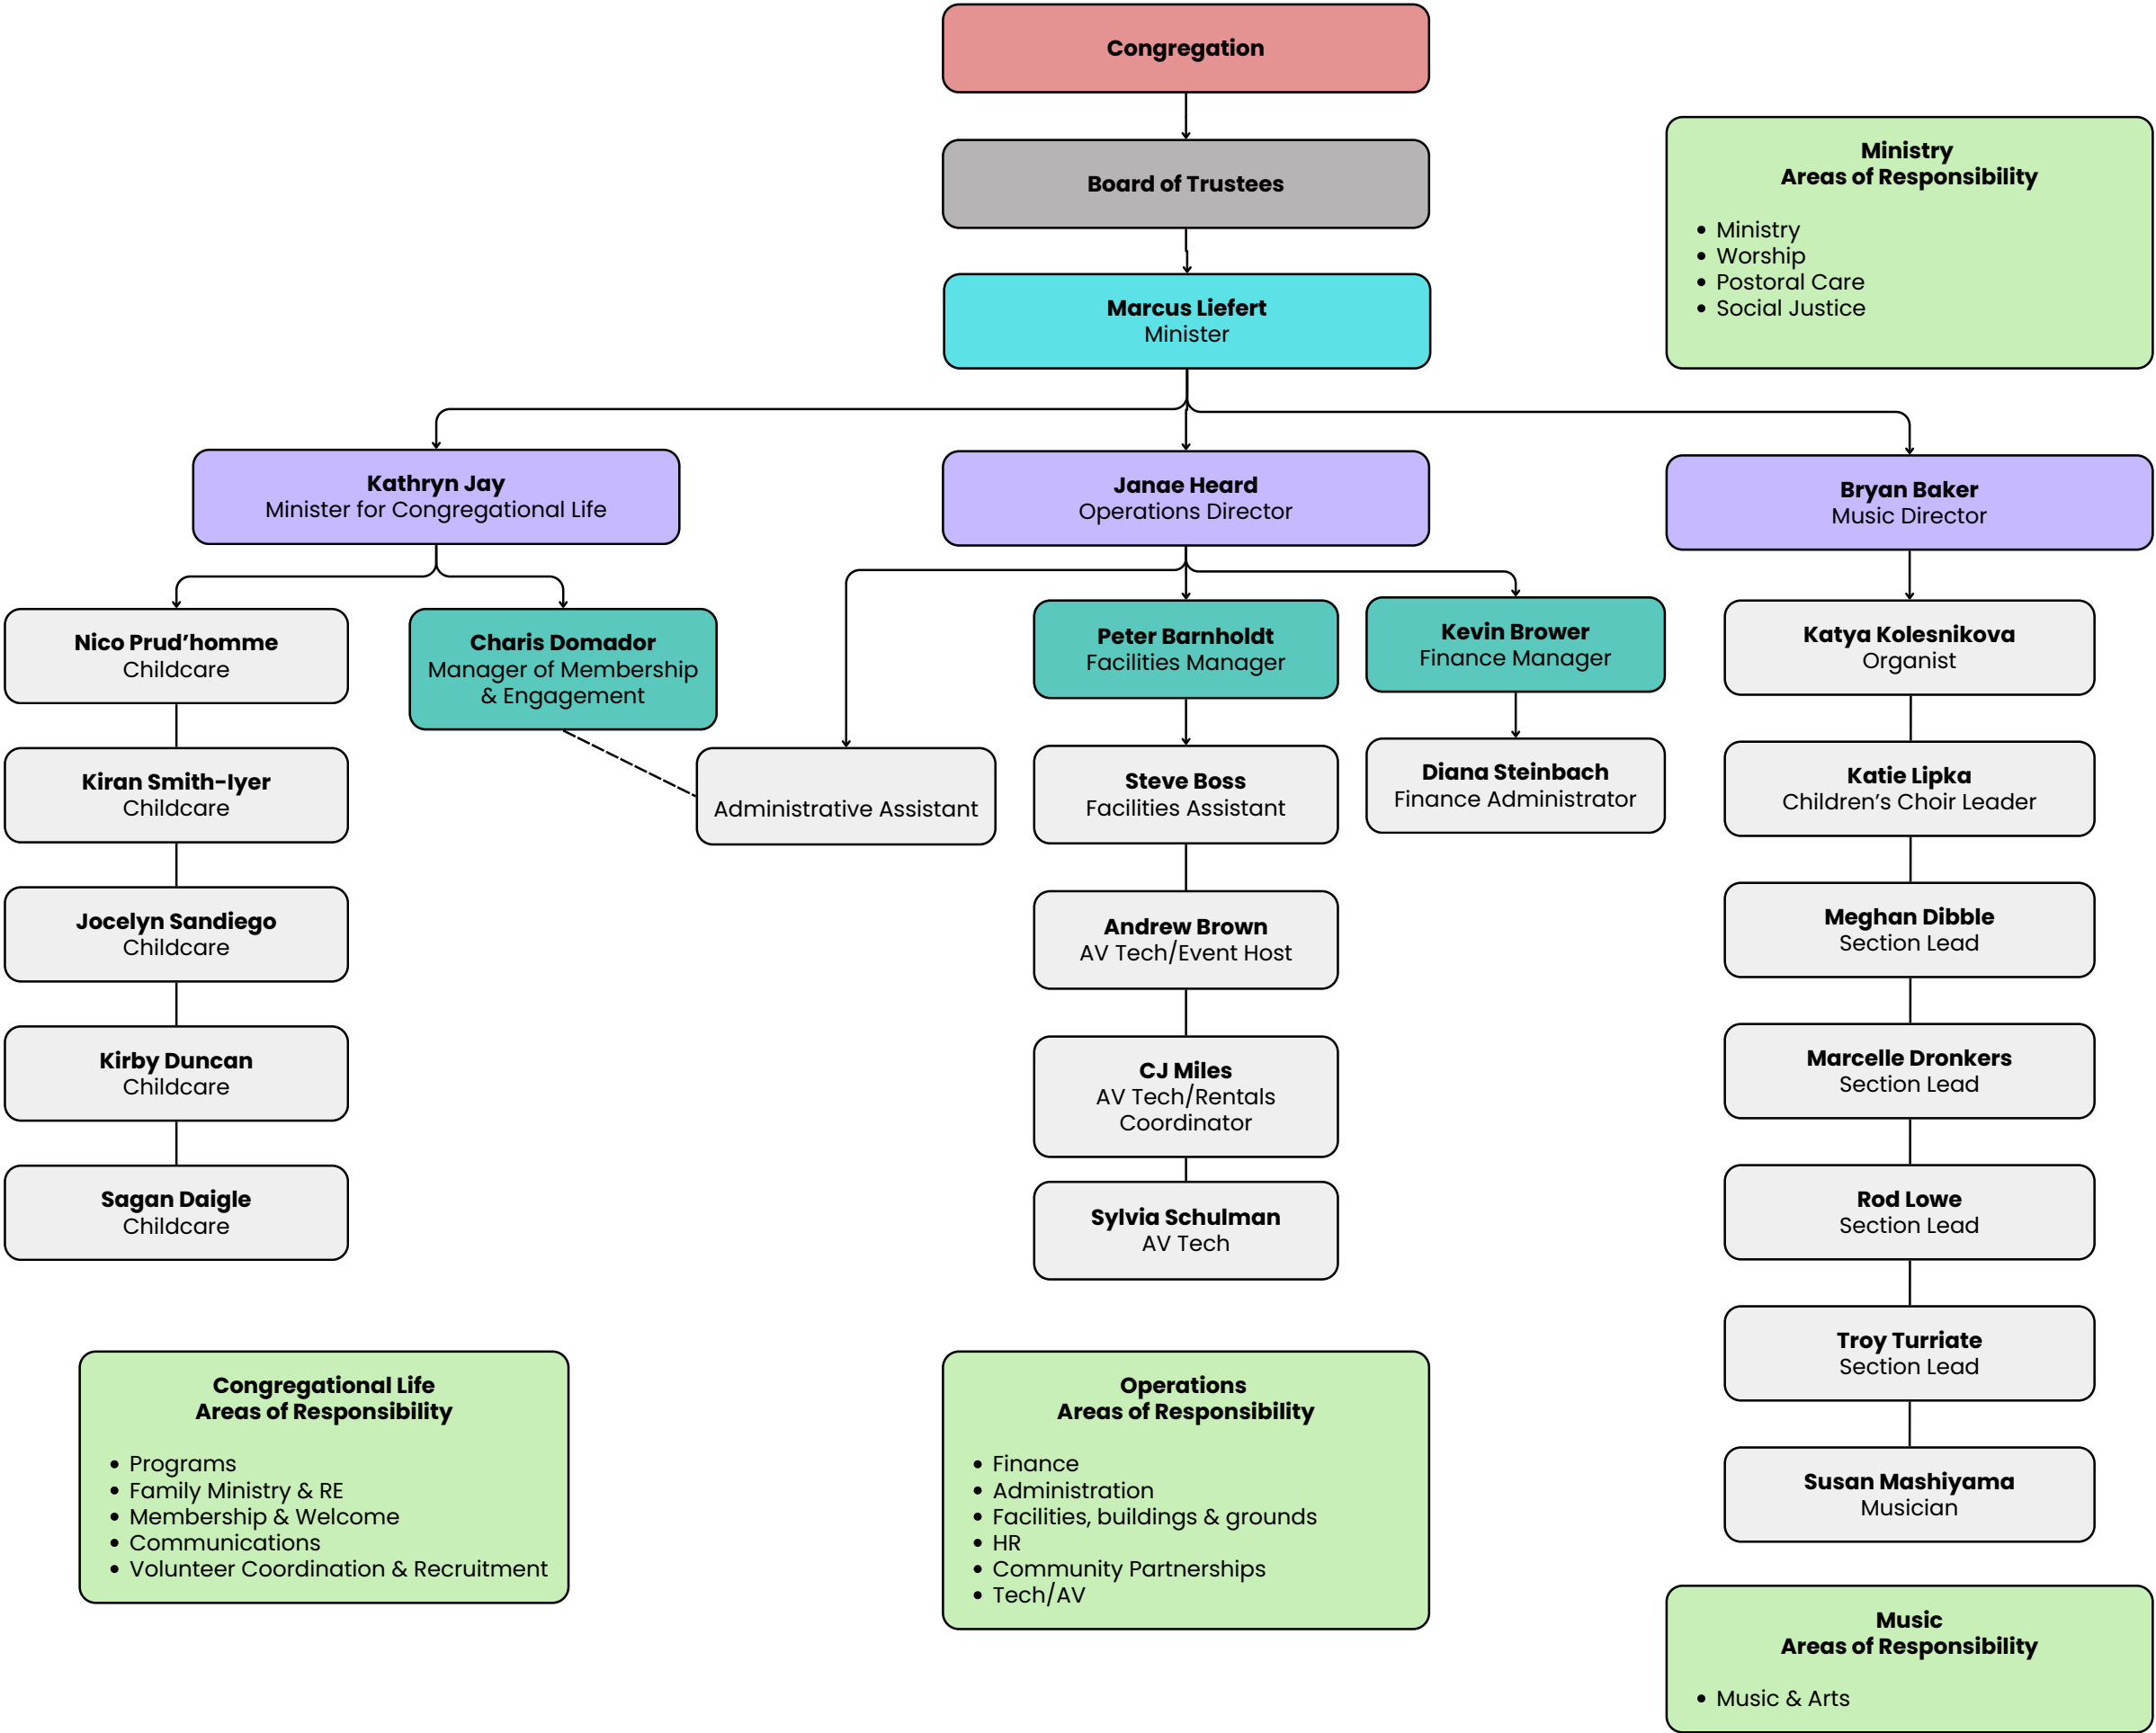 Congregation
Board of Trustees
Ministry
Areas of Responsibility
• Ministry
• Worship
• Postoral Care
• Social Justice
Marcus Liefert
Minister
Kathryn Jay
Minister for Congregational Life
Janae Heard
Operations Director
Bryan Baker
Music Director
Nico Prud’homme
Childcare
Kiran Smith-Iyer
Childcare
Jocelyn Sandiego
Childcare
Kirby Duncan
Childcare
Sagan Daigle
Childcare
Charis Domador
Manager of Membership
& Engagement
Administrative Assistant
Peter Barnholdt
Facilities Manager
Steve Boss
Facilities Assistant
Andrew Brown
AV Tech/Event Host
CJ Miles
AV Tech/Rentals
Coordinator
Sylvia Schulman
AV Tech
Kevin Brower
Finance Manager
Diana Steinbach
Finance Administrator
Katya Kolesnikova
Organist
Katie Lipka
Children’s Choir Leader
Meghan Dibble
Section Lead
Marcelle Dronkers
Section Lead
Rod Lowe
Section Lead
Troy Turriate
Section Lead
Susan Mashiyama
Musician
Congregational Life
Areas of Responsibility
• Programs
• Family Ministry & RE
• Membership & Welcome
• Communications
• Volunteer Coordination & Recruitment
Operations
Areas of Responsibility
• Finance
• Administration
• Facilities, buildings & grounds
• HR
• Community Partnerships
• Tech/AV
Music
Areas of Responsibility
• Music & Arts